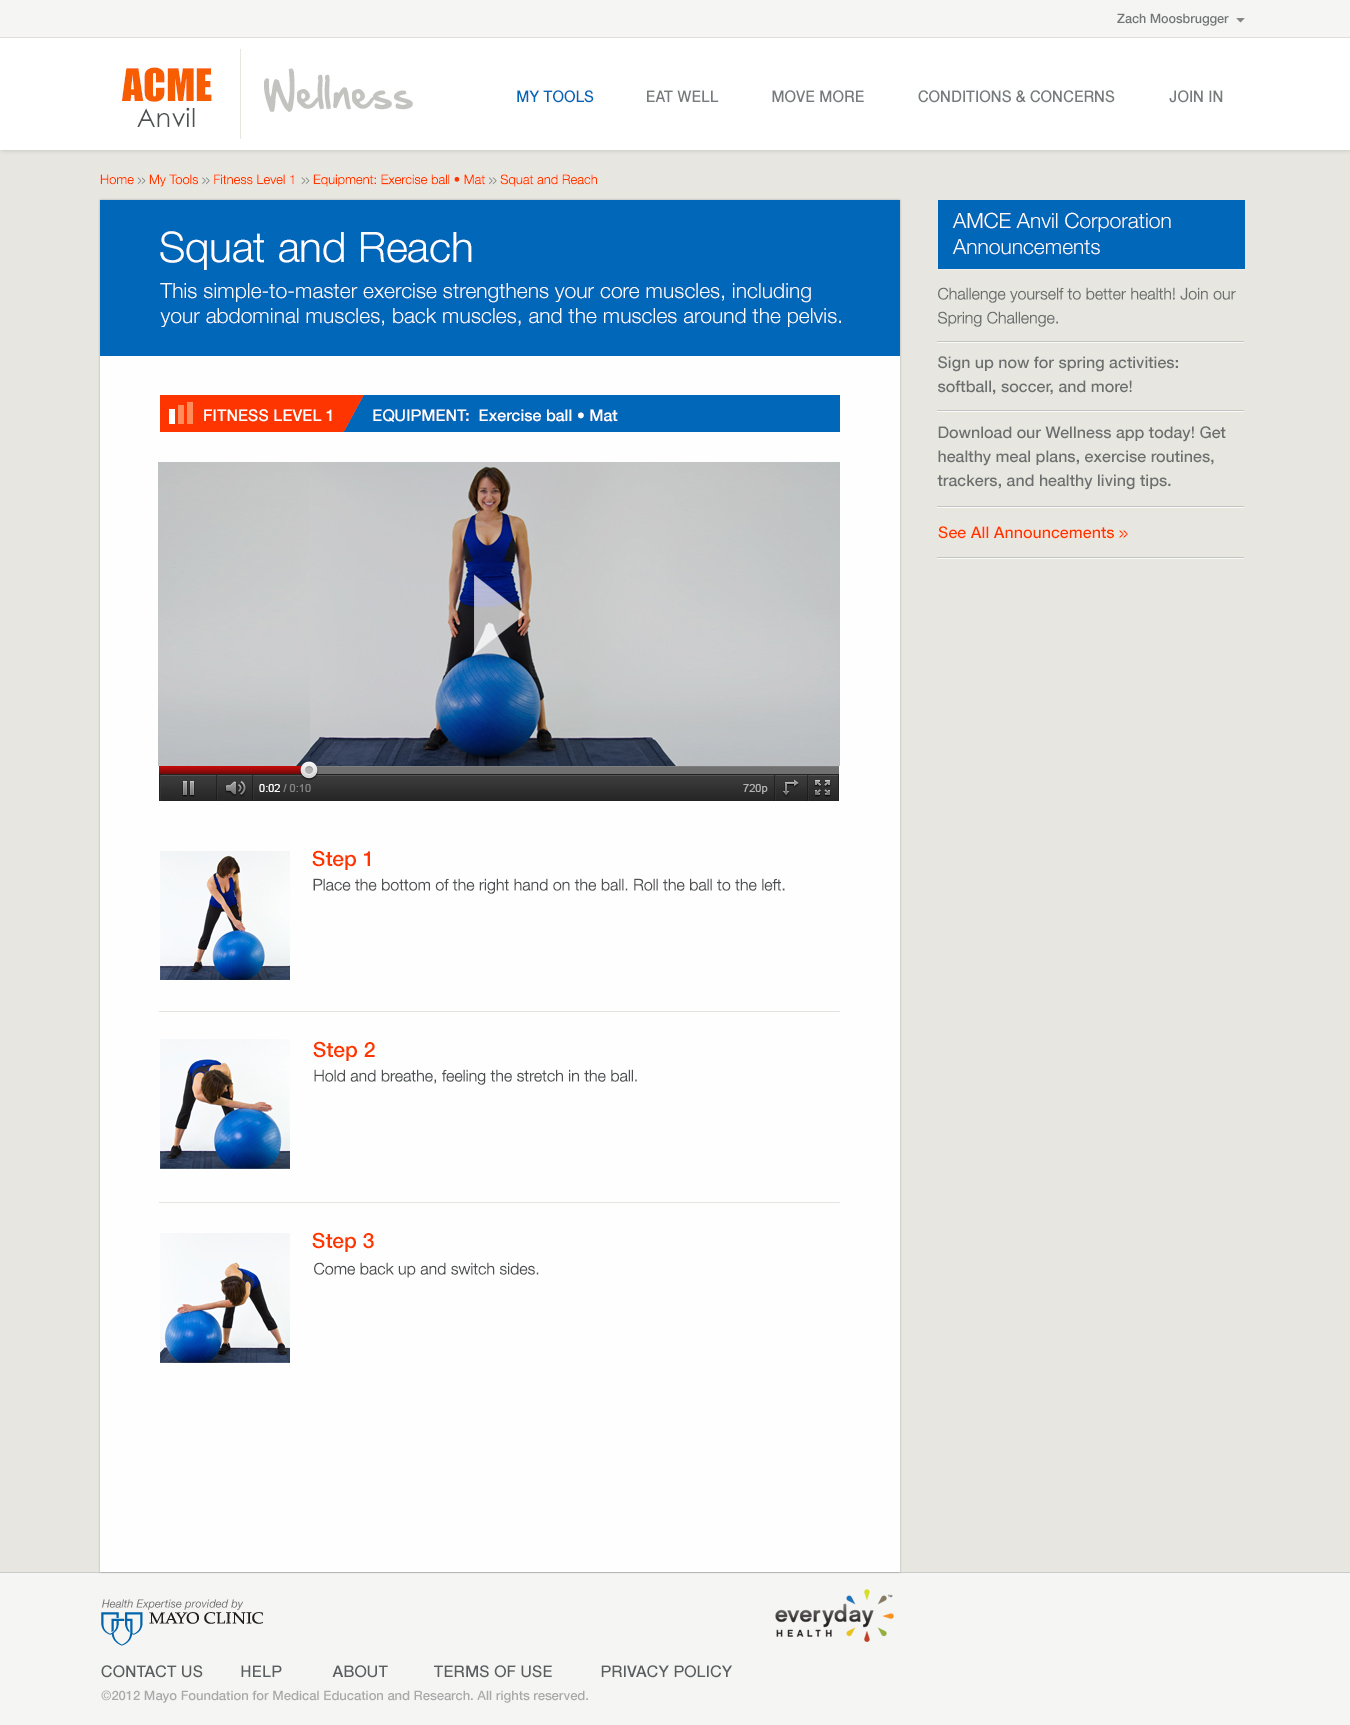 Zach Moosbrugger
ACME
Anvil
Wellness
MY TOOLS
EAT WELL
MOVE MORE
CONDITIONS & CONCERNS
JOIN IN
Home » My Tools » Fitness Level 1 » Equipment: Exercise ball • Mat » Squat and Reach
Squat and Reach
This simple-to-master exercise strengthens your core muscles, including
your abdominal muscles, back muscles, and the muscles around the pelvis.
FITNESS LEVEL 1
EQUIPMENT: Exercise ball • Mat
0:02 / 0:10
720p
Step 1
Place the bottom of the right hand on the ball. Roll the ball to the left.
Step 2
Hold and breathe, feeling the stretch in the ball.
Step 3
Come back up and switch sides.
AMCE Anvil Corporation
Announcements
Challenge yourself to better health! Join our
Spring Challenge.
Sign up now for spring activities:
softball, soccer, and more!
Download our Wellness app today! Get
healthy meal plans, exercise routines,
trackers, and healthy living tips.
See All Announcements »
Health Expertise provided by
MAYO CLINIC
everyday
HEALTH
CONTACT US
HELP
ABOUT
TERMS OF USE
PRIVACY POLICY
©2012 Mayo Foundation for Medical Education and Research. All rights reserved.